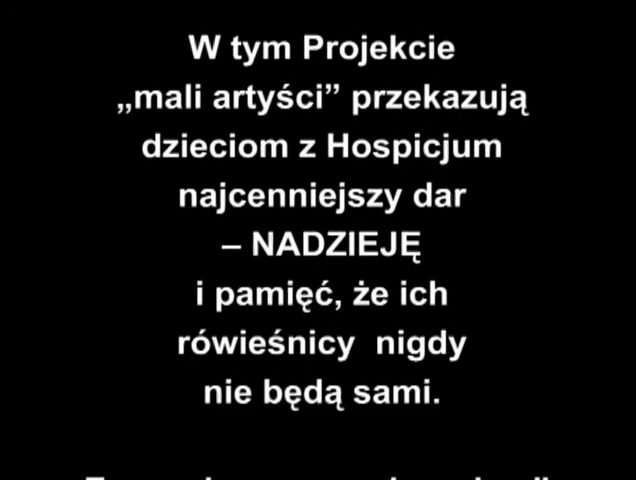 W tym Projekcie
„mali artyści” przekazują
dzieciom z Hospicjum
najcenniejszy dar
– NADZIEJĘ
i pamięć, że ich
rówieśnicy  nigdy
nie będą sami.